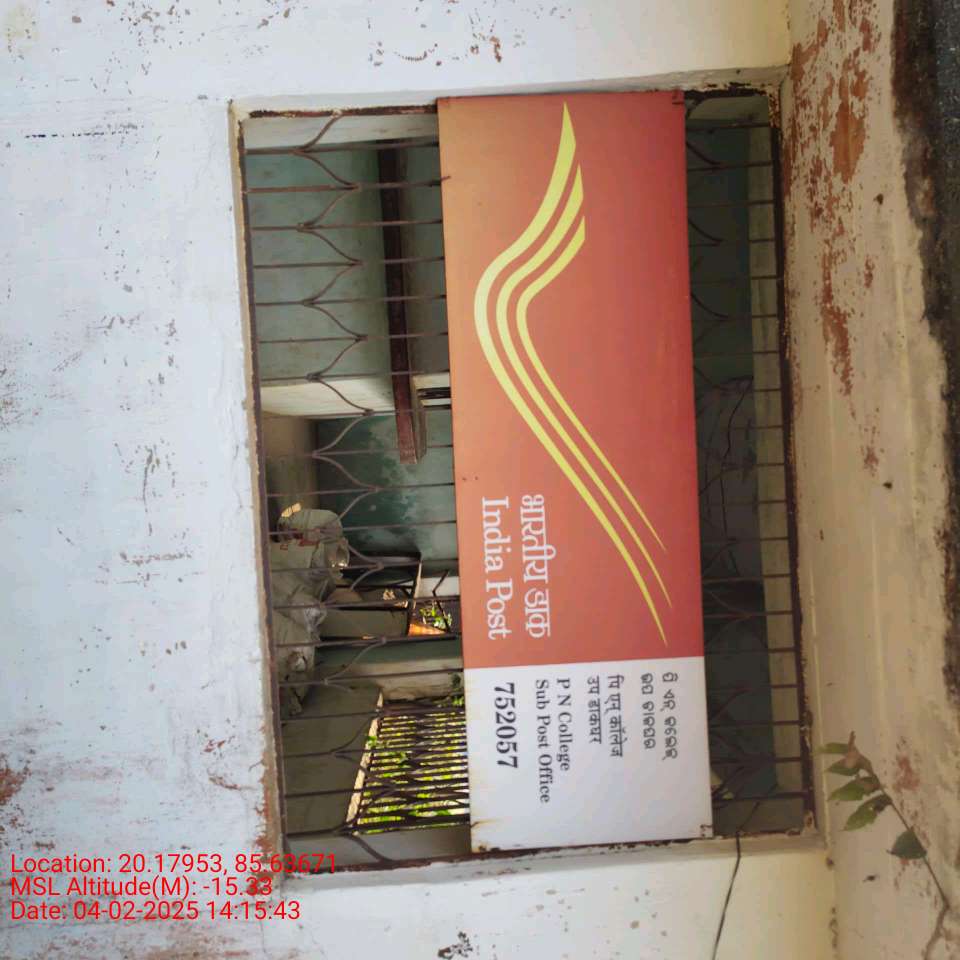 भारतीय डाक
India Post
ପି ଏନ୍ କଲେଜ୍
ଉପ ଡାକଘର
पि एन् कॉलेज
उप डाकघर
P N College
Sub Post Office
752057
Location: 20.17953, 85.63671
MSL Altitude(M): -15.33
Date: 04-02-2025 14:15:43